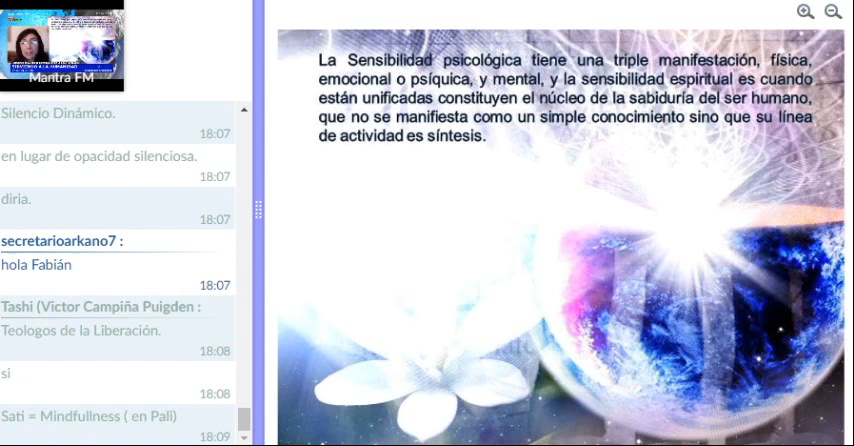 Mantra FM
Silencio Dinámico.
18:07
en lugar de opacidad silenciosa.
18:07
diria.
18:07
secretarioarkano7 :
hola Fabián
18:07
Tashi (Victor Campiña Puigden :
Teologos de la Liberación.
18:08
si
18:08
Sati = Mindfullness ( en Pali)
18:09
La Sensibilidad psicológica tiene una triple manifestación, física,
emocional o psíquica, y mental, y la sensibilidad espiritual es cuando
están unificadas constituyen el núcleo de la sabiduría del ser humano,
que no se manifiesta como un simple conocimiento sino que su línea
de actividad es síntesis.